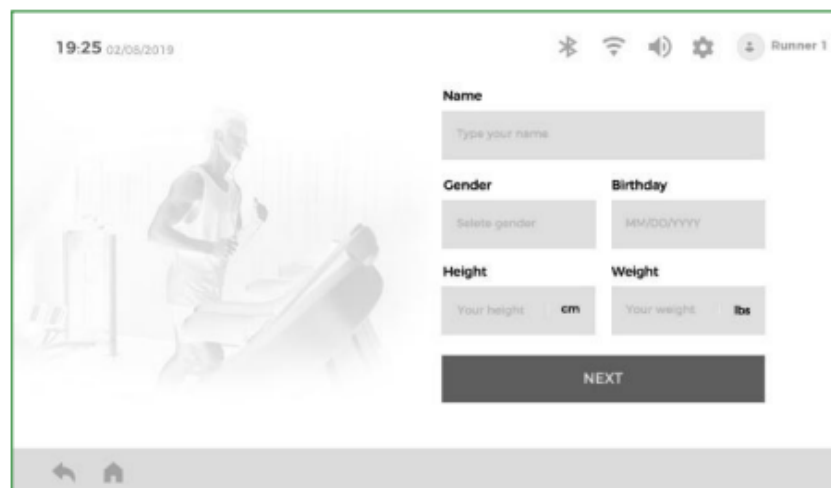 19:25 02/08/2019
Runner 1
Name
Type your name
Gender Birthday
Selete gender MM/DD/YYYY
Height Weight
Your height cm Your weight lbs
NEXT